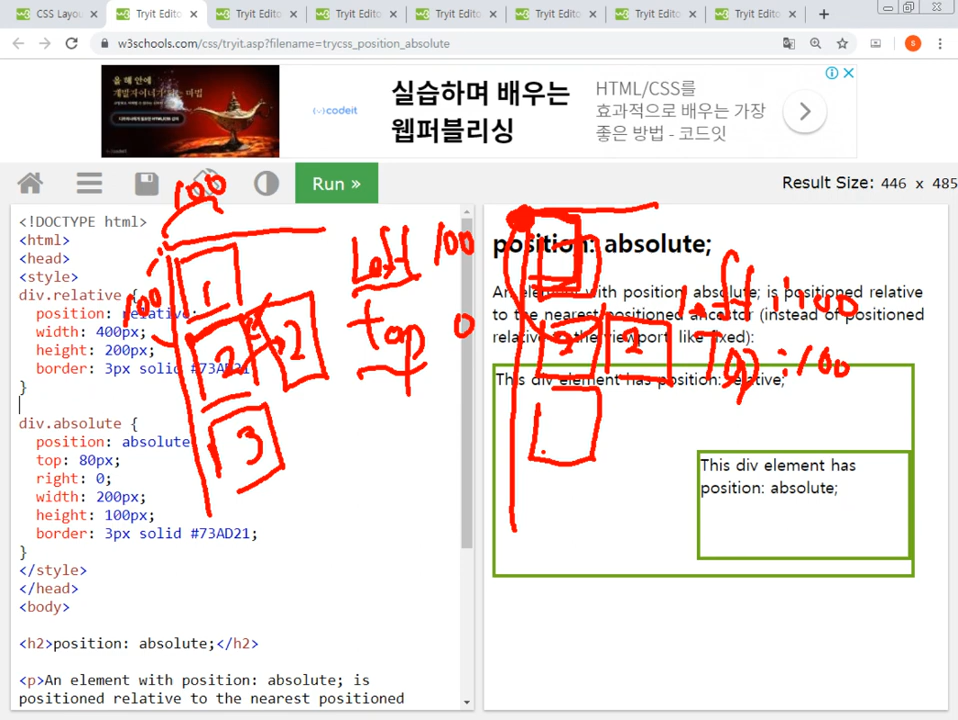 CSS Layou
Tryit Edito
Tryit Edito
Tryit Edito
Tryit Edito
Tryit Edito
Tryit Edito
Tryit Edito
w3schools.com/css/tryit.asp?filename=trycss_position_absolute
S
올 해 안에
codeit
실습하며 배우는
웹퍼블리싱
HTML/CSS를
효과적으로 배우는 가장
좋은 방법 - 코드잇
Run »
Result Size: 446 x 485
<!DOCTYPE html>
<html>
<head>
<style>
div.relative {
position: relative;
width: 400px;
height: 200px;
border: 3px solid #73AD21
}
div.absolute {
position: absolute
top: 80px;
right: 0;
width: 200px;
height: 100px;
border: 3px solid #73AD21;
}
</style>
</head>
<body>
<h2>position: absolute;</h2>
<p>An element with position: absolute; is
positioned relative to the nearest positioned
100
100
1
2
2
3
left 100
top 0
position: absolute;
An element with position: absolute; is positioned relative
to the nearest positioned ancestor (instead of positioned
relative to the viewport, like fixed):
This div element has position: relative;
This div element has
position: absolute;
2
2
left : 100
Top : 100